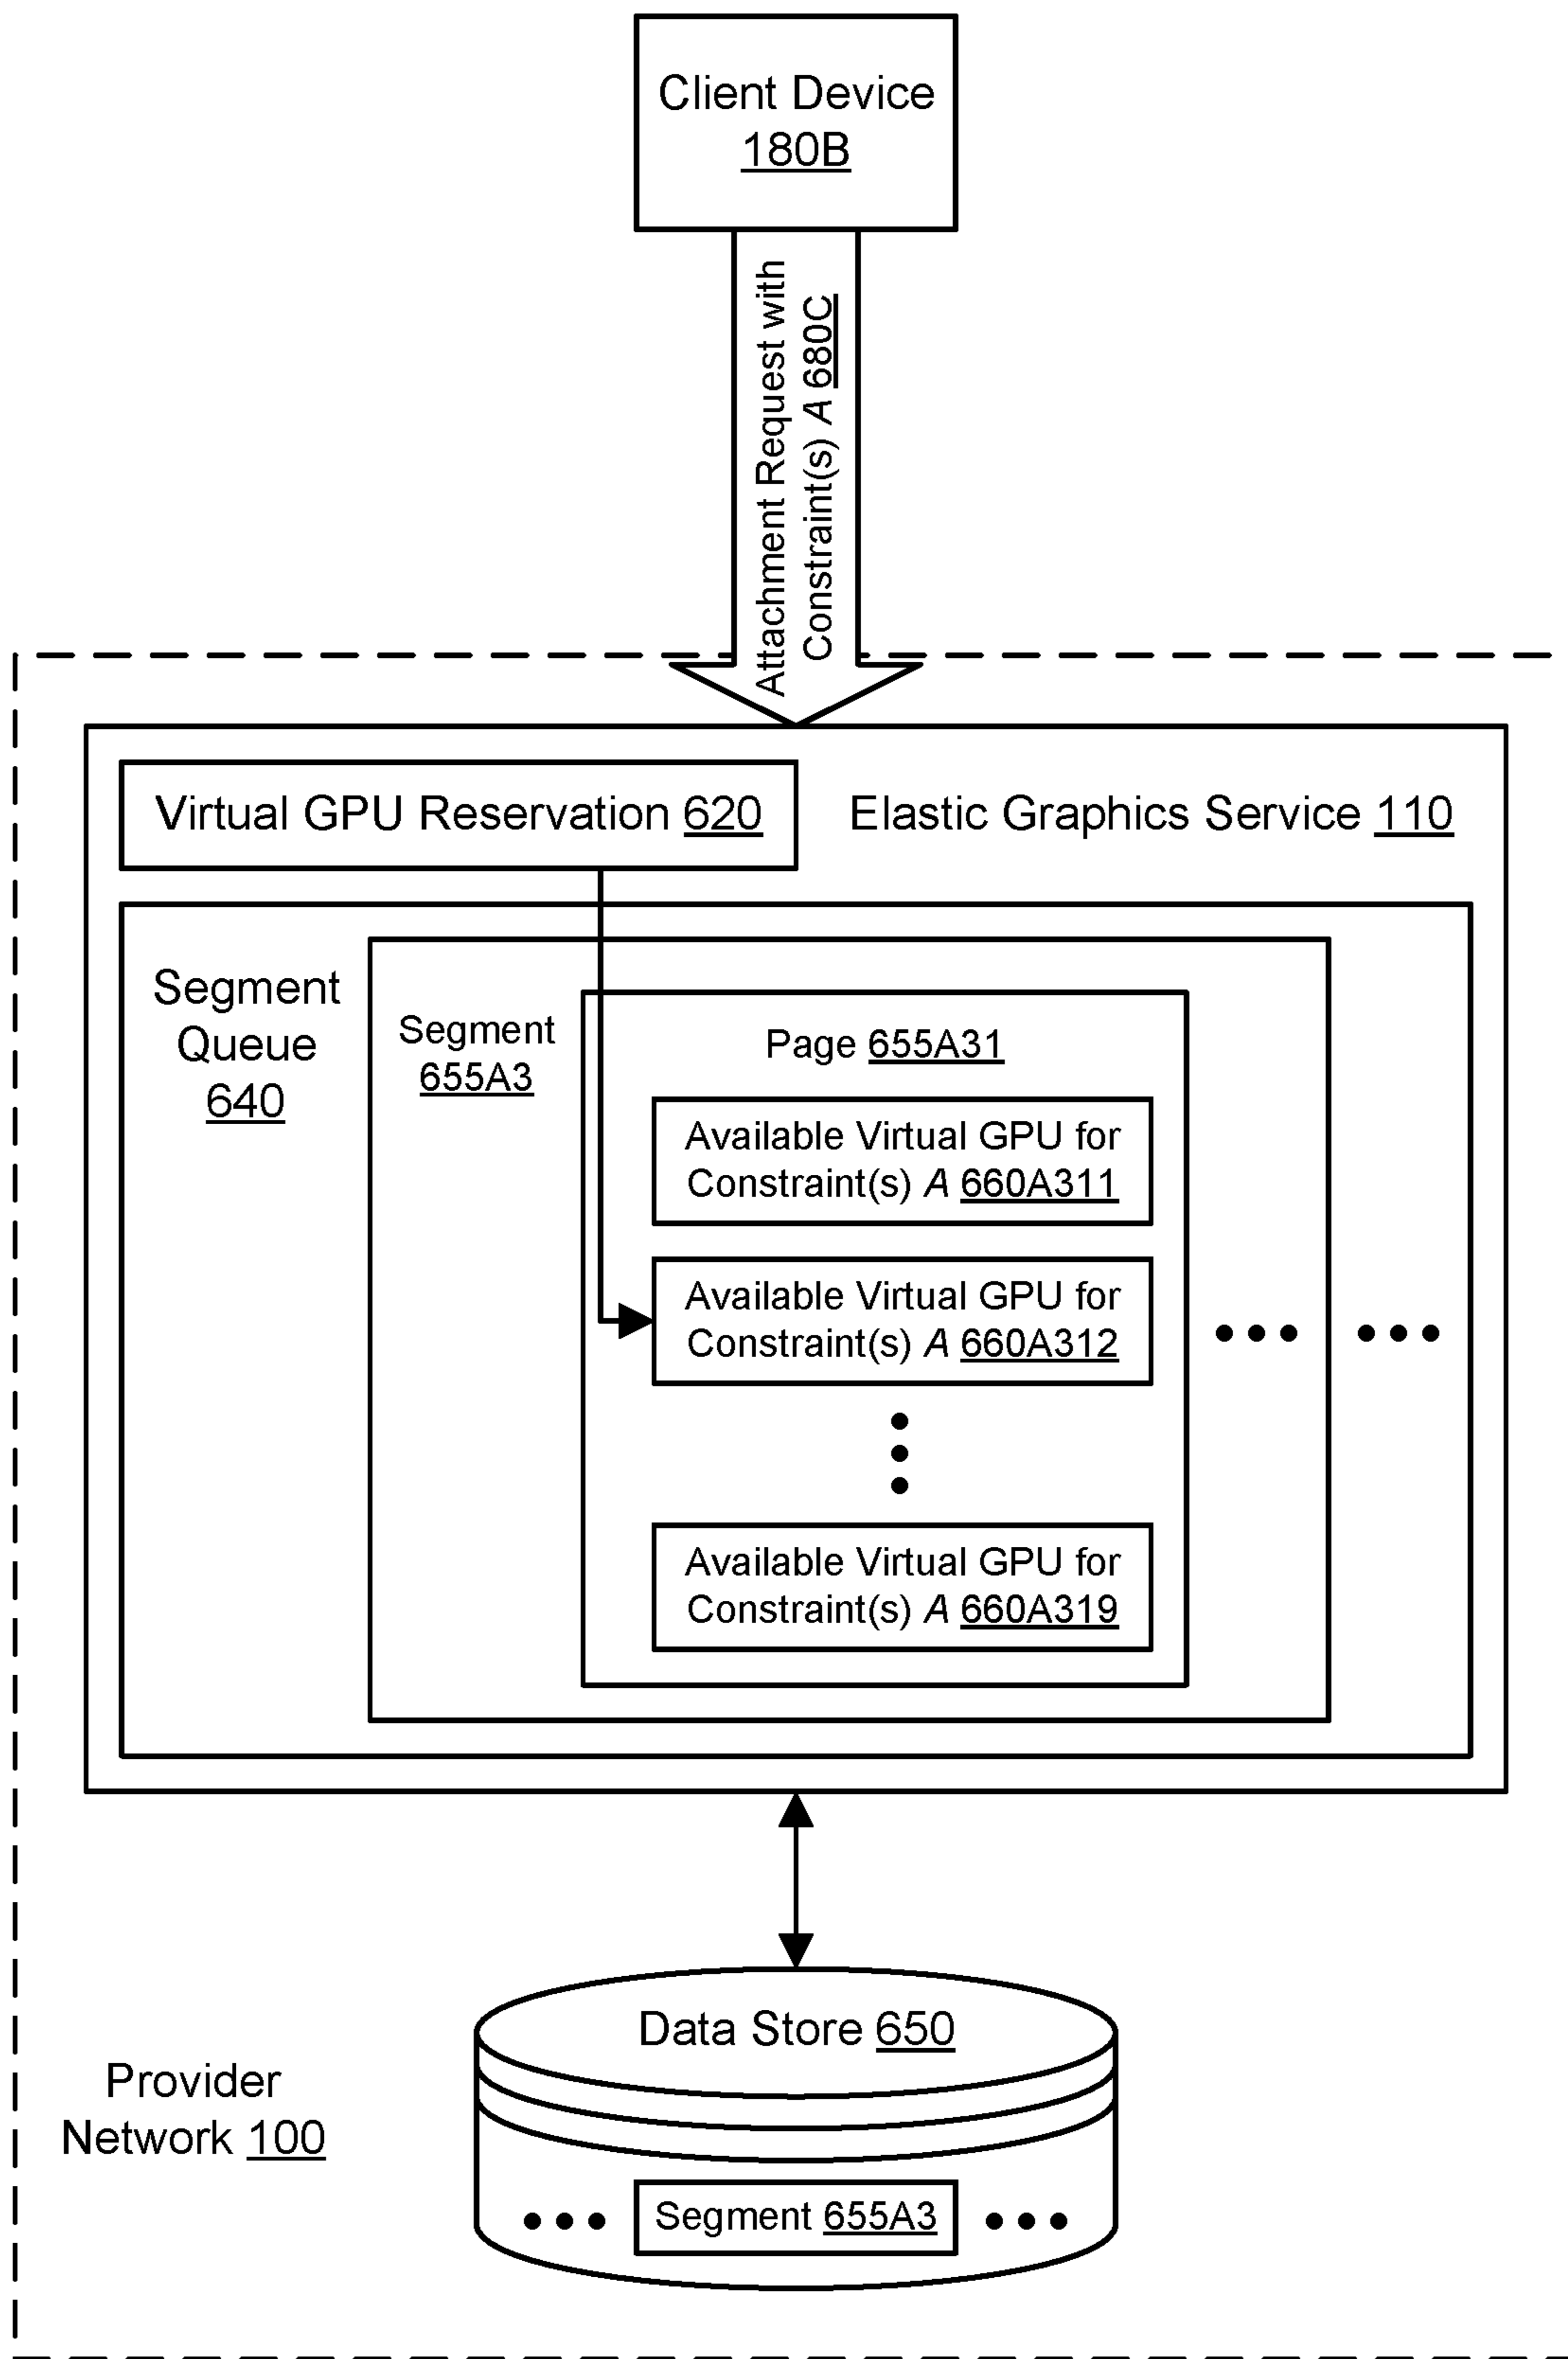 Client Device
180B
Attachment Request with
Constraint(s) A 680C
Virtual GPU Reservation 620
Elastic Graphics Service 110
Segment
Queue
640
Segment
655A3
Page 655A31
Available Virtual GPU for
Constraint(s) A 660A311
Available Virtual GPU for
Constraint(s) A 660A312
Available Virtual GPU for
Constraint(s) A 660A319
Data Store 650
Provider
Network 100
Segment 655A3